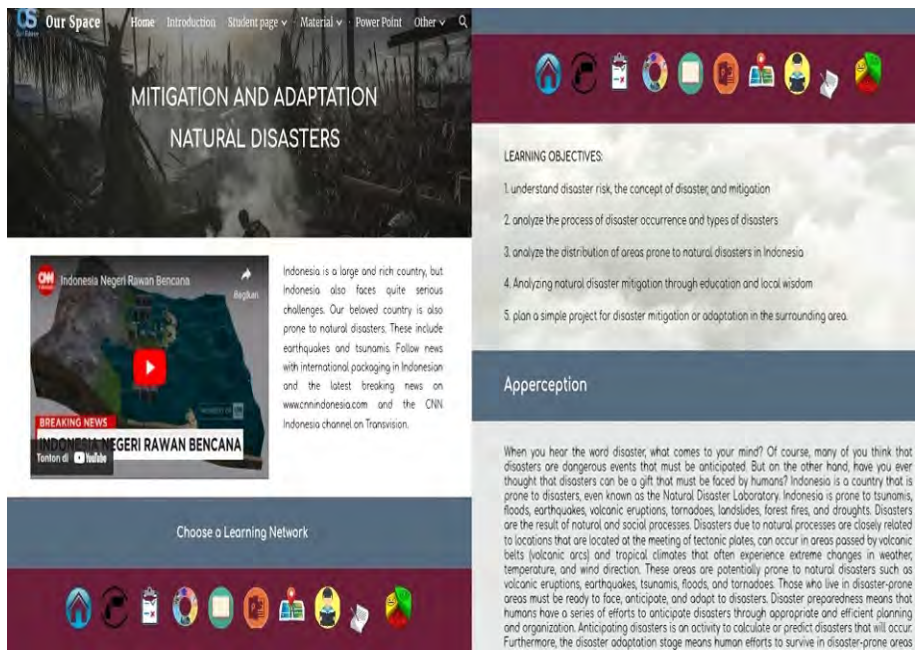 OS Our Space Home Introduction Student page Material Power Point Other
MITIGATION AND ADAPTATION
NATURAL DISASTERS
CNN Indonesia Negeri Rawan Bencana
Bagikan
BREAKING NEWS
INDONESIA NEGERI RAWAN BENCANA
Tonton di YouTube
Indonesia is a large and rich country, but
Indonesia also faces quite serious
challenges. Our beloved country is also
prone to natural disasters. These include
earthquakes and tsunamis. Follow news
with international packaging in Indonesian
and the latest breaking news on
www.cnnindonesia.com and the CNN
Indonesia channel on Transvision.
Choose a Learning Network
LEARNING OBJECTIVES:
1. understand disaster risk, the concept of disaster, and mitigation
2. analyze the process of disaster occurrence and types of disasters
3. analyze the distribution of areas prone to natural disasters in Indonesia
4. Analyzing natural disaster mitigation through education and local wisdom
5. plan a simple project for disaster mitigation or adaptation in the surrounding area.
Apperception
When you hear the word disaster, what comes to your mind? Of course, many of you think that
disasters are dangerous events that must be anticipated. But on the other hand, have you ever
thought that disasters can be a gift that must be faced by humans? Indonesia is a country that is
prone to disasters, even known as the Natural Disaster Laboratory. Indonesia is prone to tsunamis,
floods, earthquakes, volcanic eruptions, tornadoes, landslides, forest fires, and droughts. Disasters
are the result of natural and social processes. Disasters due to natural processes are closely related
to locations that are located at the meeting of tectonic plates, can occur in areas passed by volcanic
belts (volcanic arcs) and tropical climates that often experience extreme changes in weather,
temperature, and wind direction. These areas are potentially prone to natural disasters such as
volcanic eruptions, earthquakes, tsunamis, floods, and tornadoes. Those who live in disaster-prone
areas must be ready to face, anticipate, and adapt to disasters. Disaster preparedness means that
humans have a series of efforts to anticipate disasters through appropriate and efficient planning
and organization. Anticipating disasters is an activity to calculate or predict disasters that will occur.
Furthermore, the disaster adaptation stage means human efforts to survive in disaster-prone areas